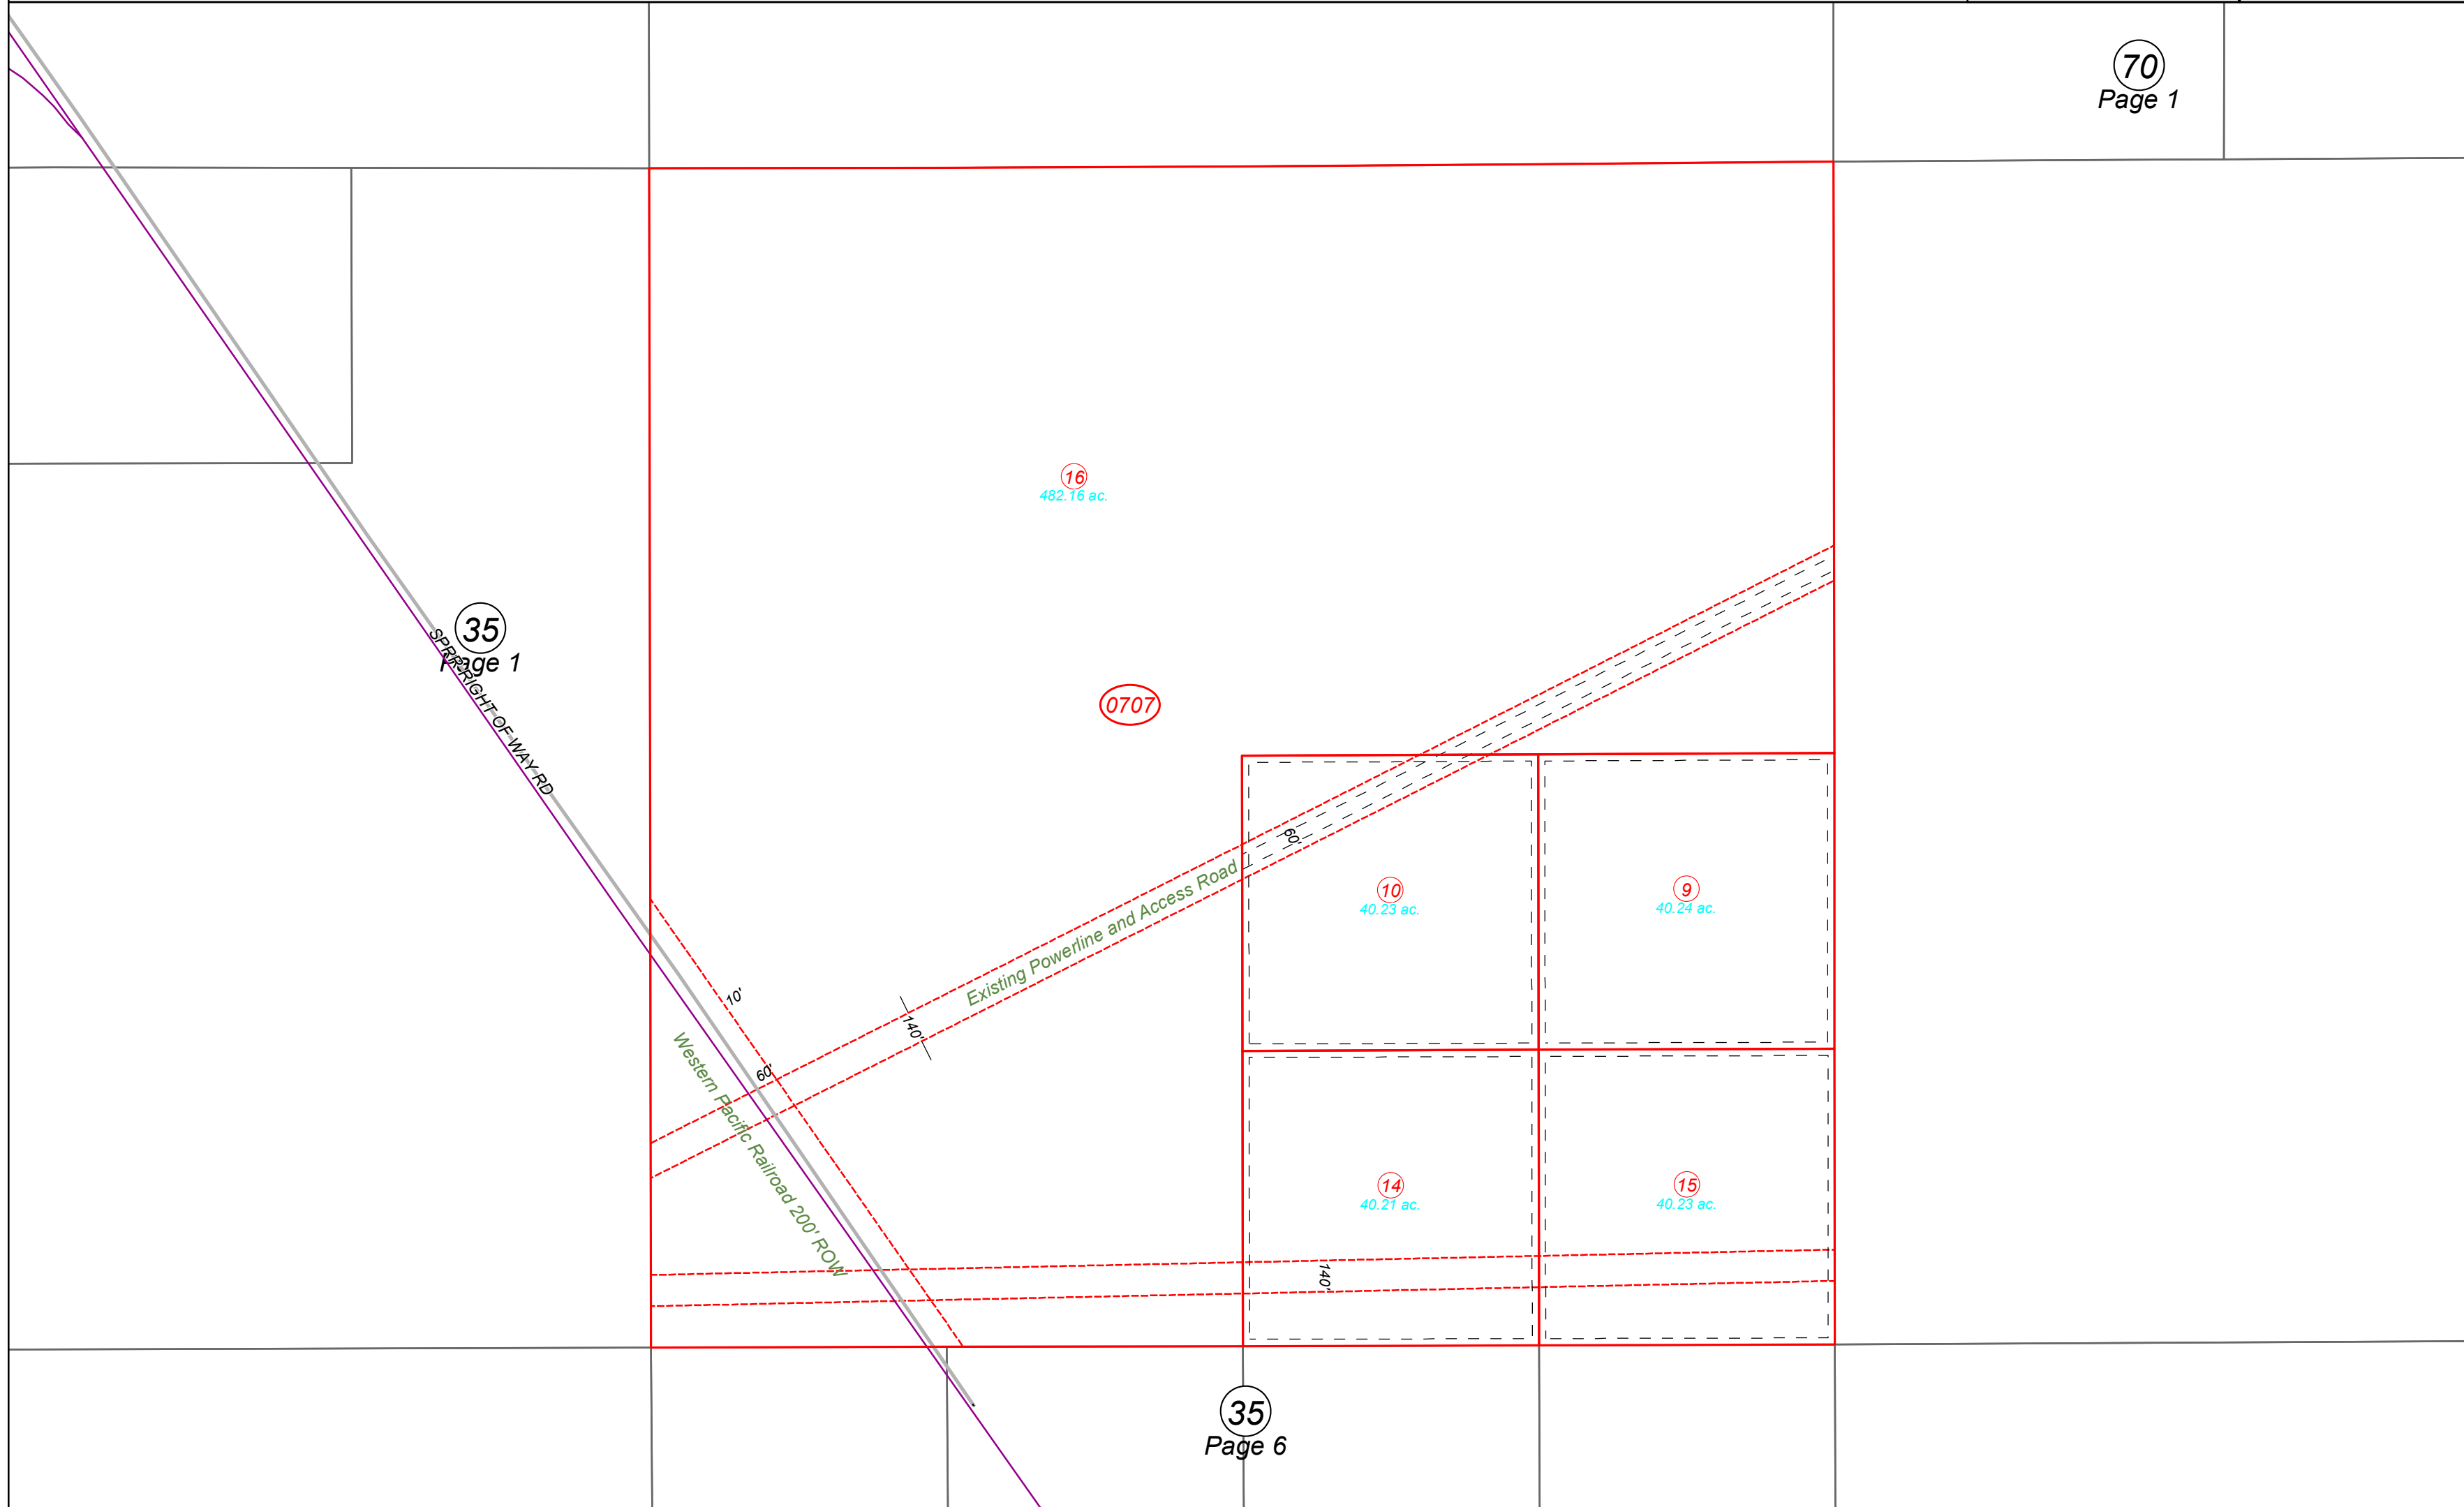 70
Page 1
16
482.16 ac.
35
Page 1
SPRR RIGHT OF WAY RD
0707
60'
Existing Powerline and Access Road
10
40.23 ac.
9
40.24 ac.
10'
140'
60'
Western Pacific Railroad 200' ROW
14
40.21 ac.
15
40.23 ac.
140'
35
Page 6